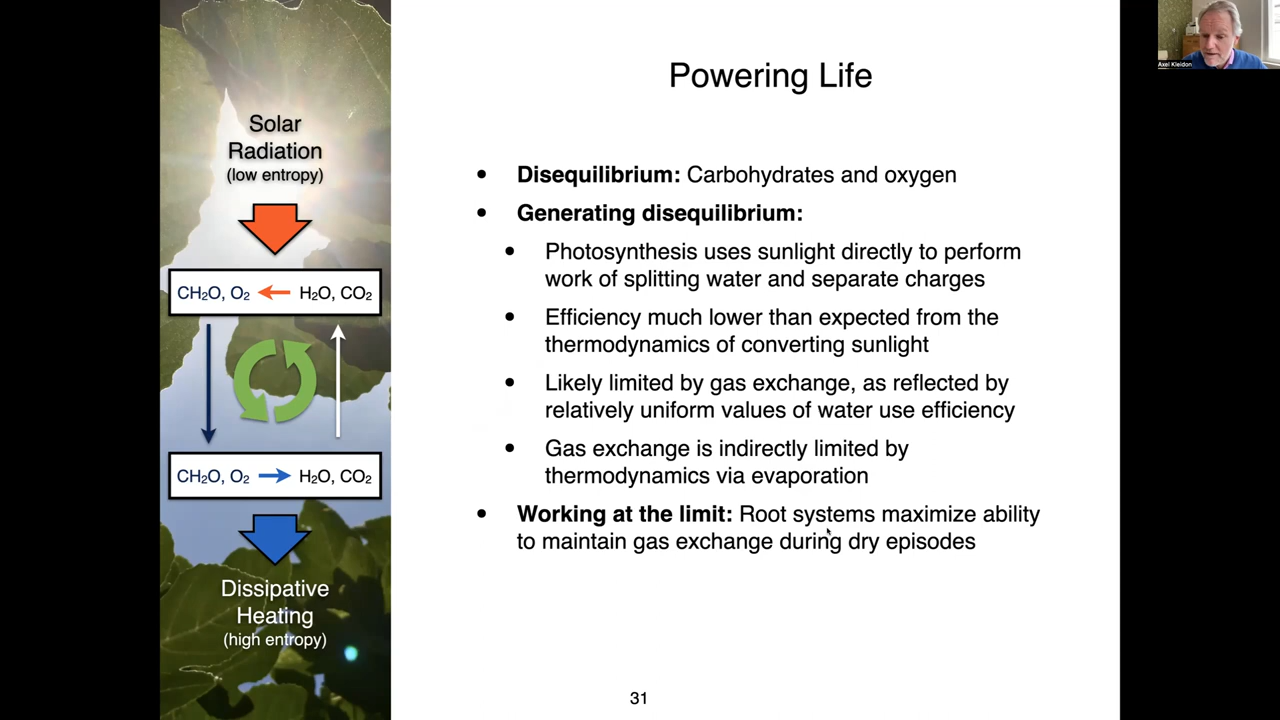 Powering Life
Solar
Radiation
(low entropy)
CH₂O, O₂ ← H₂O, CO₂
CH₂O, O₂ → H₂O, CO₂
Dissipative
Heating
(high entropy)
• Disequilibrium: Carbohydrates and oxygen
• Generating disequilibrium:
• Photosynthesis uses sunlight directly to perform
work of splitting water and separate charges
• Efficiency much lower than expected from the
thermodynamics of converting sunlight
• Likely limited by gas exchange, as reflected by
relatively uniform values of water use efficiency
• Gas exchange is indirectly limited by
thermodynamics via evaporation
• Working at the limit: Root systems maximize ability
to maintain gas exchange during dry episodes
31
Axel Kleidon